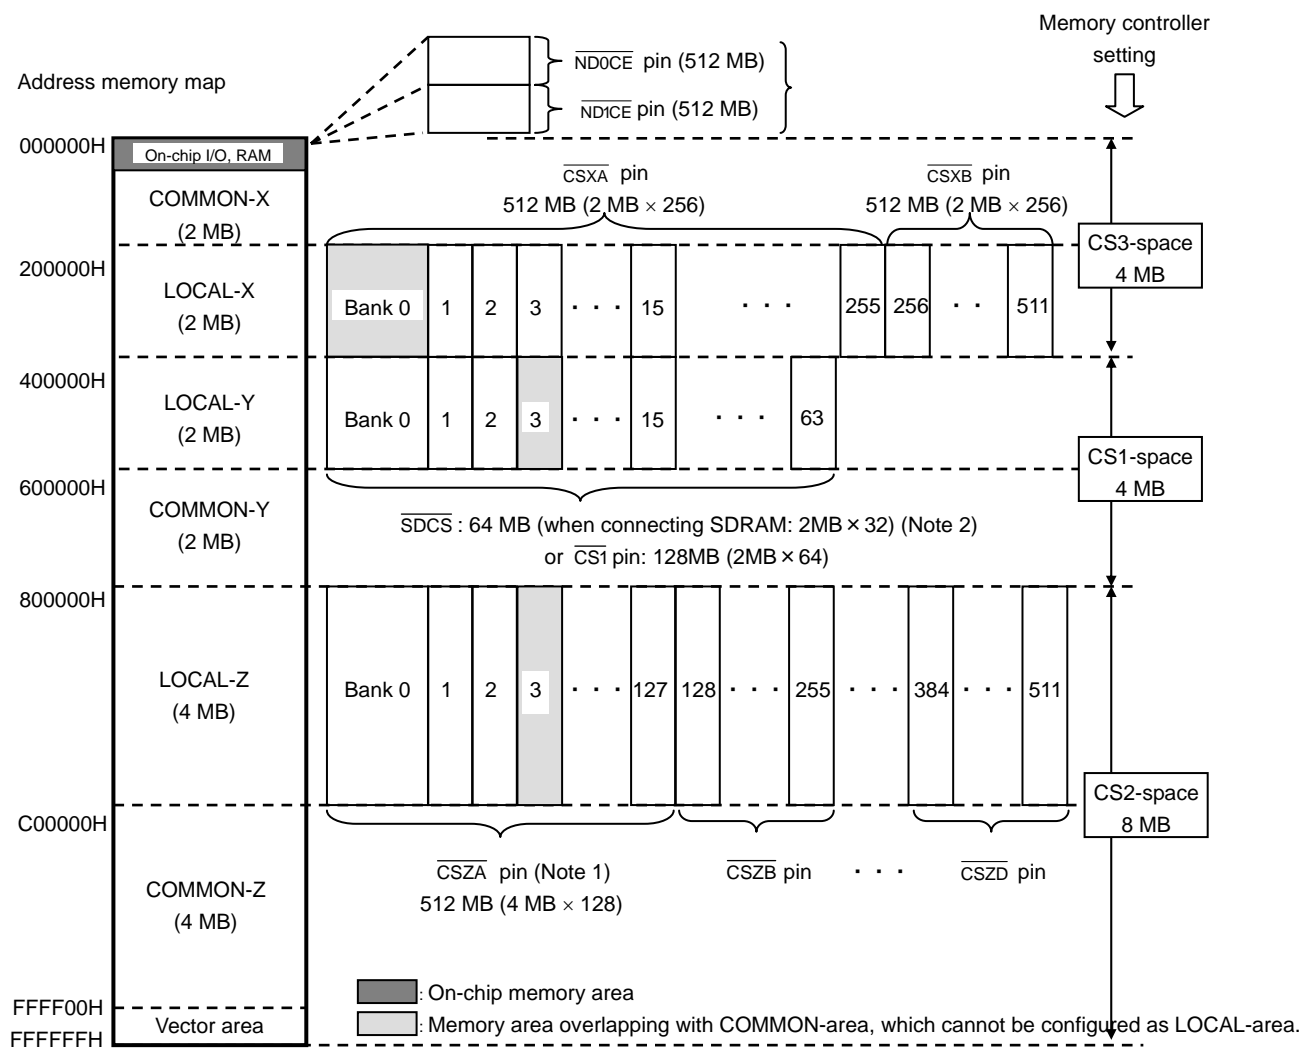 Memory controller
setting
Address memory map
ND0CE pin (512 MB)
ND1CE pin (512 MB)
000000H
On-chip I/O, RAM
COMMON-X
(2 MB)
CSXA pin
512 MB (2 MB × 256)
CSXB pin
512 MB (2 MB × 256)
CS3-space
4 MB
200000H
LOCAL-X
(2 MB)
Bank 0 1 2 3 · · · 15 · · · 255 256 · · 511
400000H
LOCAL-Y
(2 MB)
Bank 0 1 2 3 · · · 15 · · · 63
CS1-space
4 MB
600000H
COMMON-Y
(2 MB)
SDCS : 64 MB (when connecting SDRAM: 2MB × 32) (Note 2)
or CS1 pin: 128MB (2MB × 64)
800000H
LOCAL-Z
(4 MB)
Bank 0 1 2 3 · · · 127 128 · · · 255 · · · 384 · · · 511
CS2-space
8 MB
C00000H
CSZA pin (Note 1)
512 MB (4 MB × 128)
CSZB pin · · · CSZD pin
COMMON-Z
(4 MB)
: On-chip memory area
FFFF00H
: Memory area overlapping with COMMON-area, which cannot be configured as LOCAL-area.
Vector area
FFFFFFH